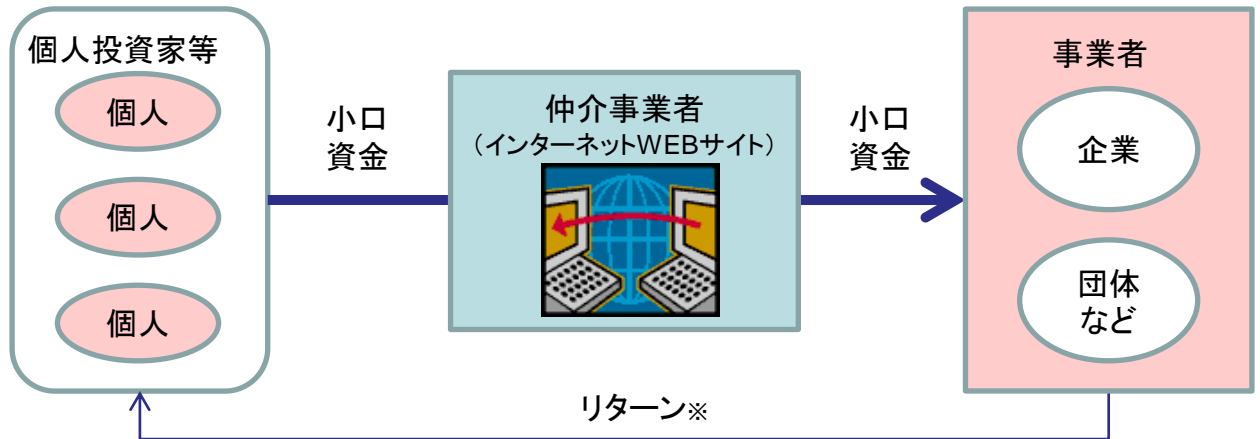 個人投資家等
個人
個人
個人
小口
資金
仲介事業者
（インターネットWEBサイト）
小口
資金
事業者
企業
団体
など
リターン※